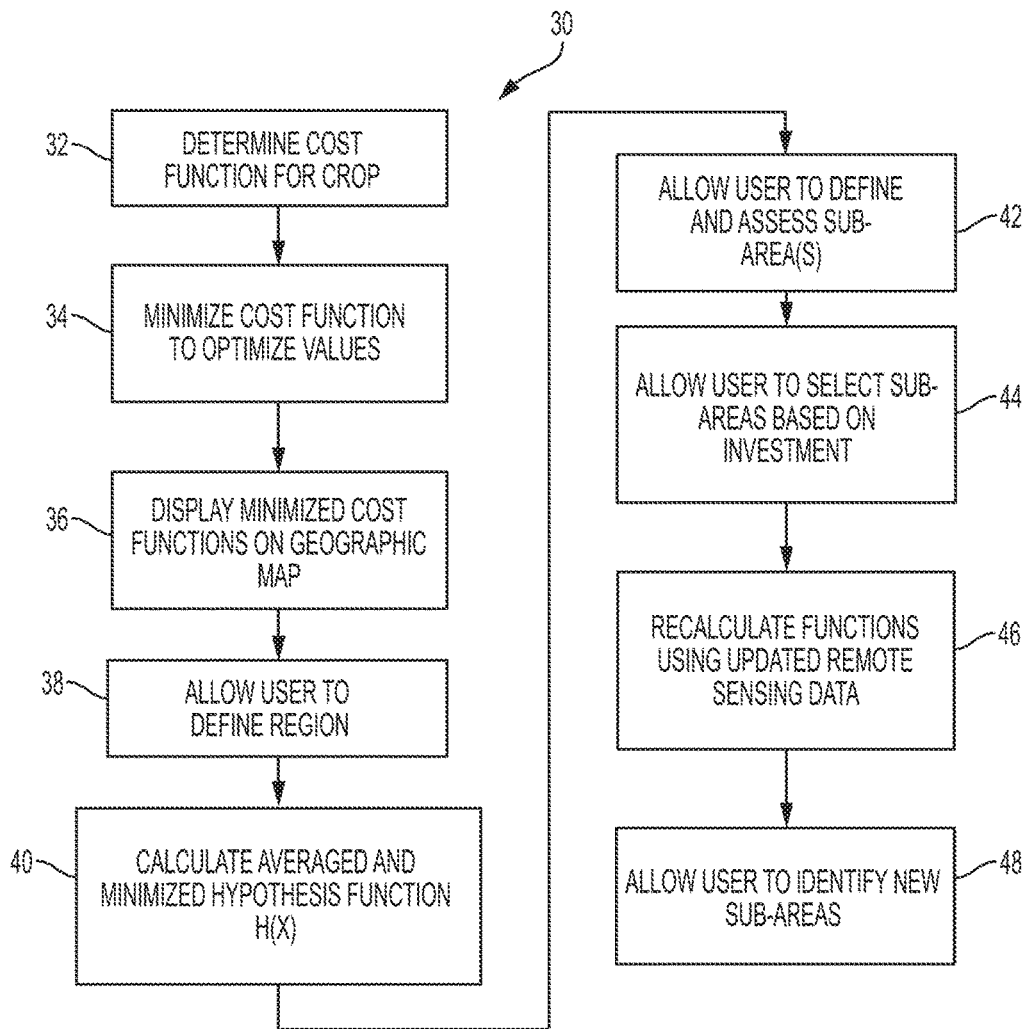 30
32
DETERMINE COST
FUNCTION FOR CROP
34
MINIMIZE COST FUNCTION
TO OPTIMIZE VALUES
36
DISPLAY MINIMIZED COST
FUNCTIONS ON GEOGRAPHIC
MAP
38
ALLOW USER TO
DEFINE REGION
40
CALCULATE AVERAGED AND
MINIMIZED HYPOTHESIS FUNCTION
H(X)
ALLOW USER TO DEFINE
AND ASSESS SUB-
AREA(S)
42
ALLOW USER TO SELECT SUB-
AREAS BASED ON
INVESTMENT
44
RECALCULATE FUNCTIONS
USING UPDATED REMOTE
SENSING DATA
46
ALLOW USER TO IDENTIFY NEW
SUB-AREAS
48